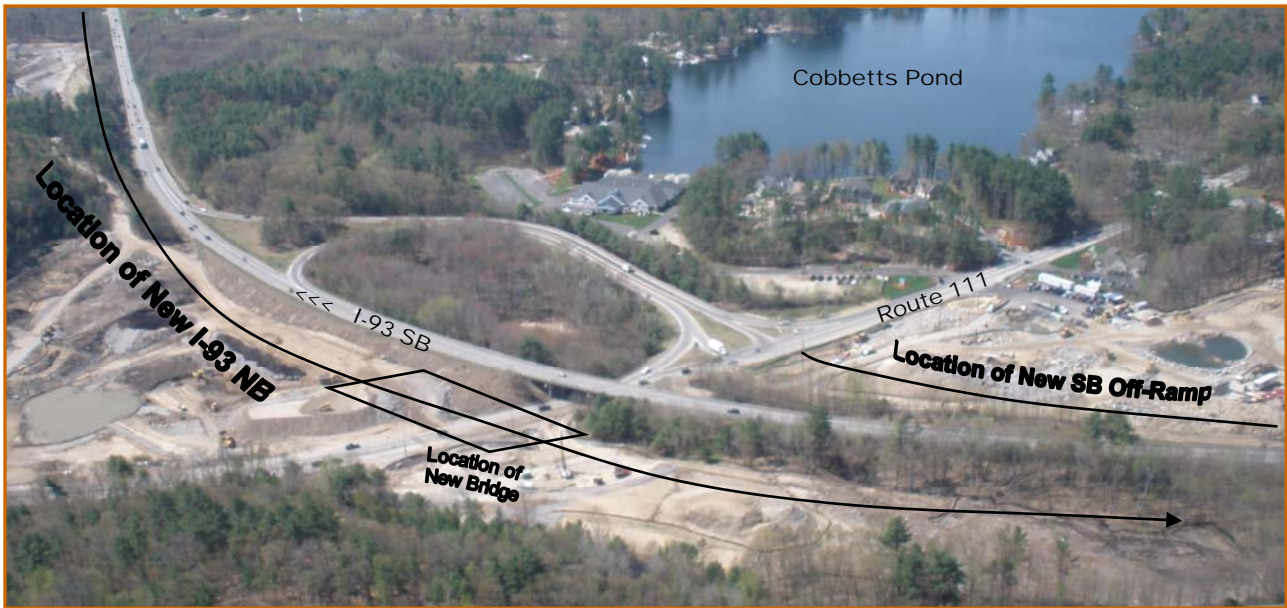 Cobbetts Pond
Location of New I-93 NB
<<< I-93 SB
Route 111
Location of New SB Off-Ramp
Location of
New Bridge